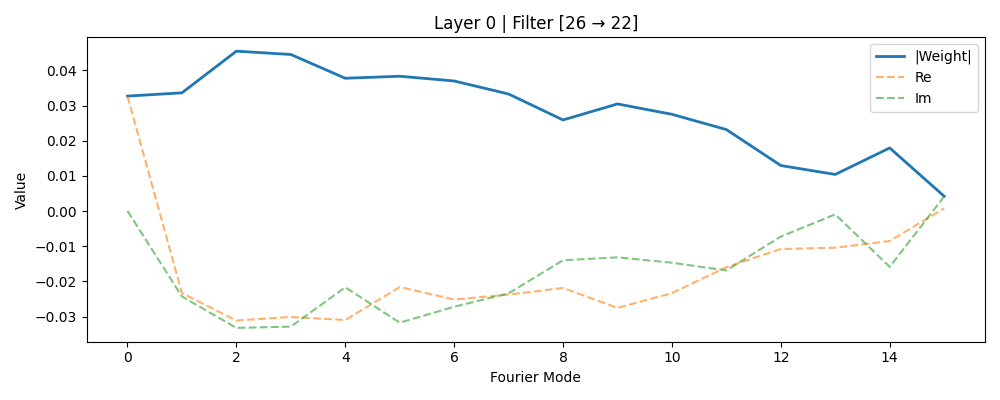 Layer 0 | Filter [26 → 22]
|Weight|
Re
Im
Value
0.04
0.03
0.02
0.01
0.00
−0.01
−0.02
−0.03
0 2 4 6 8 10 12 14
Fourier Mode